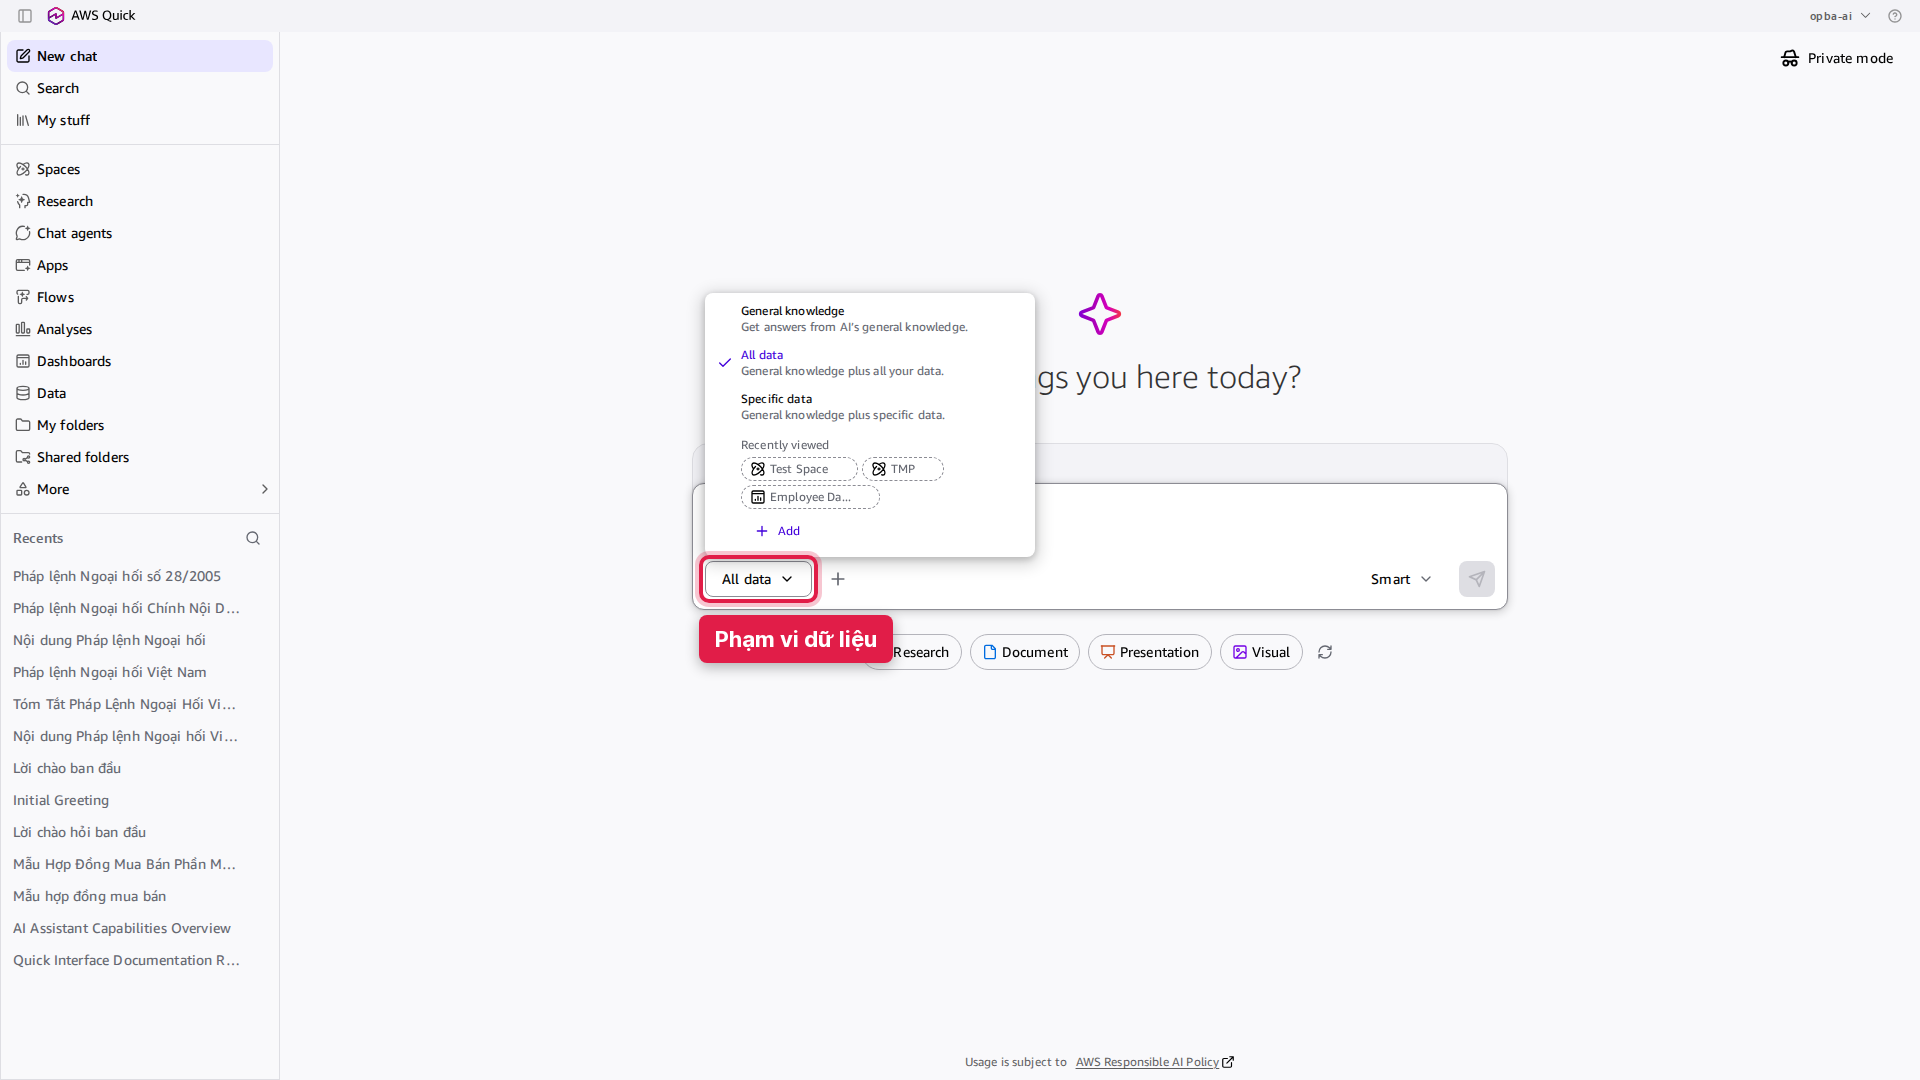 AWS Quick
opba-ai
New chat
Search
My stuff
Spaces
Research
Chat agents
Apps
Flows
Analyses
Dashboards
Data
My folders
Shared folders
More
Recents
Pháp lệnh Ngoại hối số 28/2005
Pháp lệnh Ngoại hối Chính Nội D...
Nội dung Pháp lệnh Ngoại hối
Pháp lệnh Ngoại hối Việt Nam
Tóm Tắt Pháp Lệnh Ngoại Hối Vi...
Nội dung Pháp lệnh Ngoại hối Vi...
Lời chào ban đầu
Initial Greeting
Lời chào hỏi ban đầu
Mẫu Hợp Đồng Mua Bán Phần M...
Mẫu hợp đồng mua bán
AI Assistant Capabilities Overview
Quick Interface Documentation R...
Private mode
gs you here today?
General knowledge
Get answers from AI's general knowledge.
All data
General knowledge plus all your data.
Specific data
General knowledge plus specific data.
Recently viewed
Test Space
TMP
Employee Da...
Add
All data
Smart
Phạm vi dữ liệu
Research
Document
Presentation
Visual
Usage is subject to AWS Responsible AI Policy